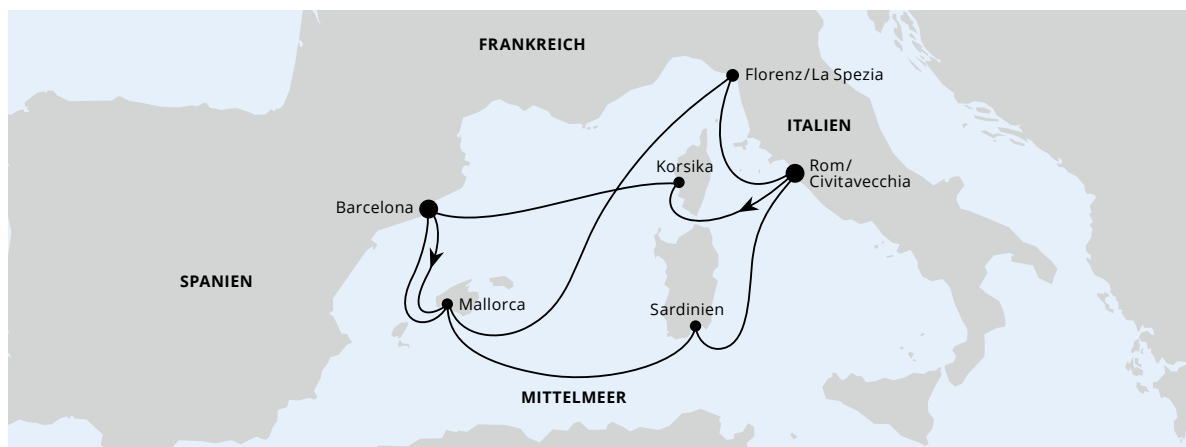 FRANKREICH
Florenz/La Spezia
ITALIEN
Korsika
Rom/
Civitavecchia
Barcelona
SPANIEN
Mallorca
Sardinien
MITTELMEER